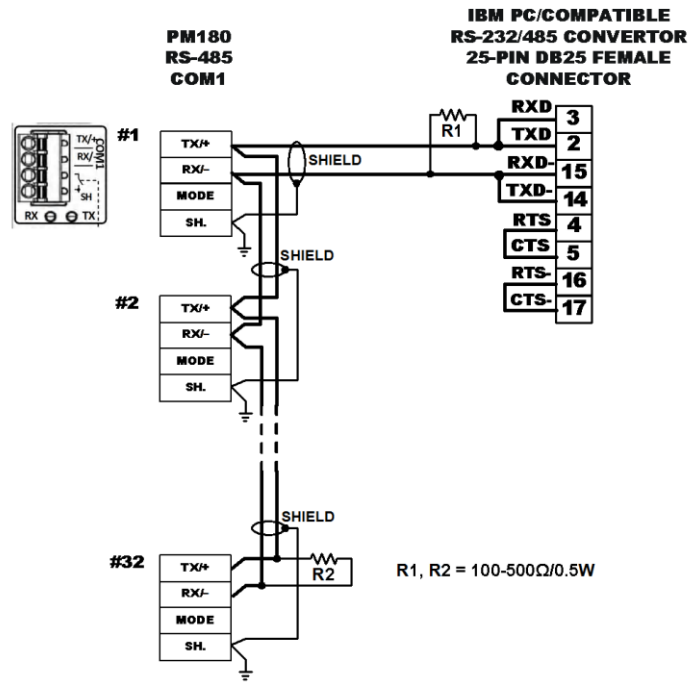 IBM PC/COMPATIBLE
RS-232/485 CONVERTOR
25-PIN DB25 FEMALE
CONNECTOR
PM180
RS-485
COM1
#1
TX/+
RX/-
COM1
SH
RX
TX
TX/+
RX/–
MODE
SH.
SHIELD
R1
RXD
3
TXD
2
RXD-
15
TXD-
14
RTS
4
CTS
5
RTS-
16
CTS-
17
SHIELD
#2
TX/+
RX/–
MODE
SH.
SHIELD
#32
TX/+
RX/–
MODE
SH.
R2
R1, R2 = 100-500Ω/0.5W